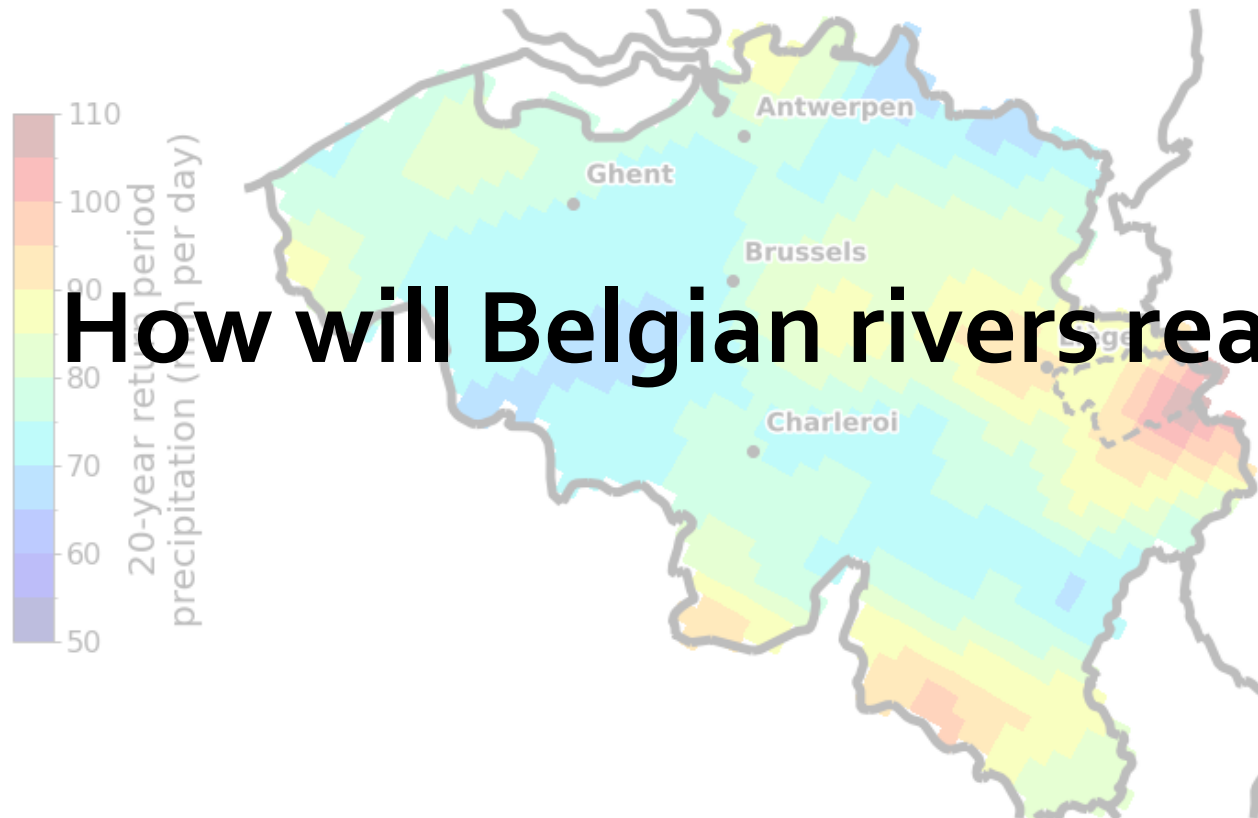 How will Belgian rivers rea
Antwerpen
Ghent
Brussels
Charleroi
110
100
90
80
70
60
50
20-year return period
precipitation (mm per day)